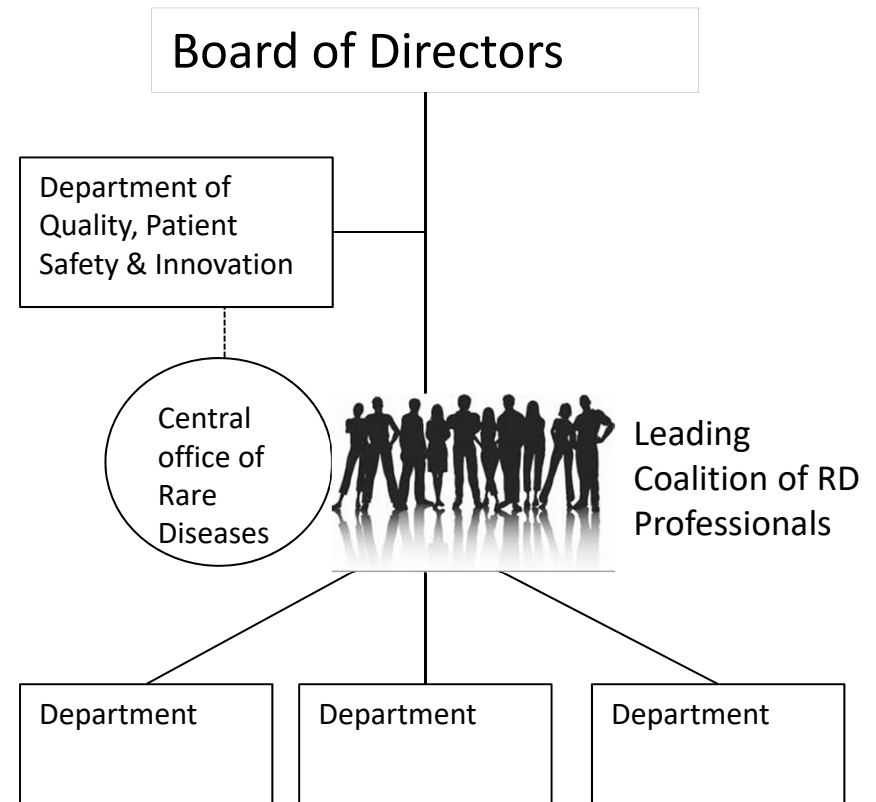 Board of Directors
Department of
Quality, Patient
Safety & Innovation
Central
office of
Rare
Diseases
Leading
Coalition of RD
Professionals
Department
Department
Department